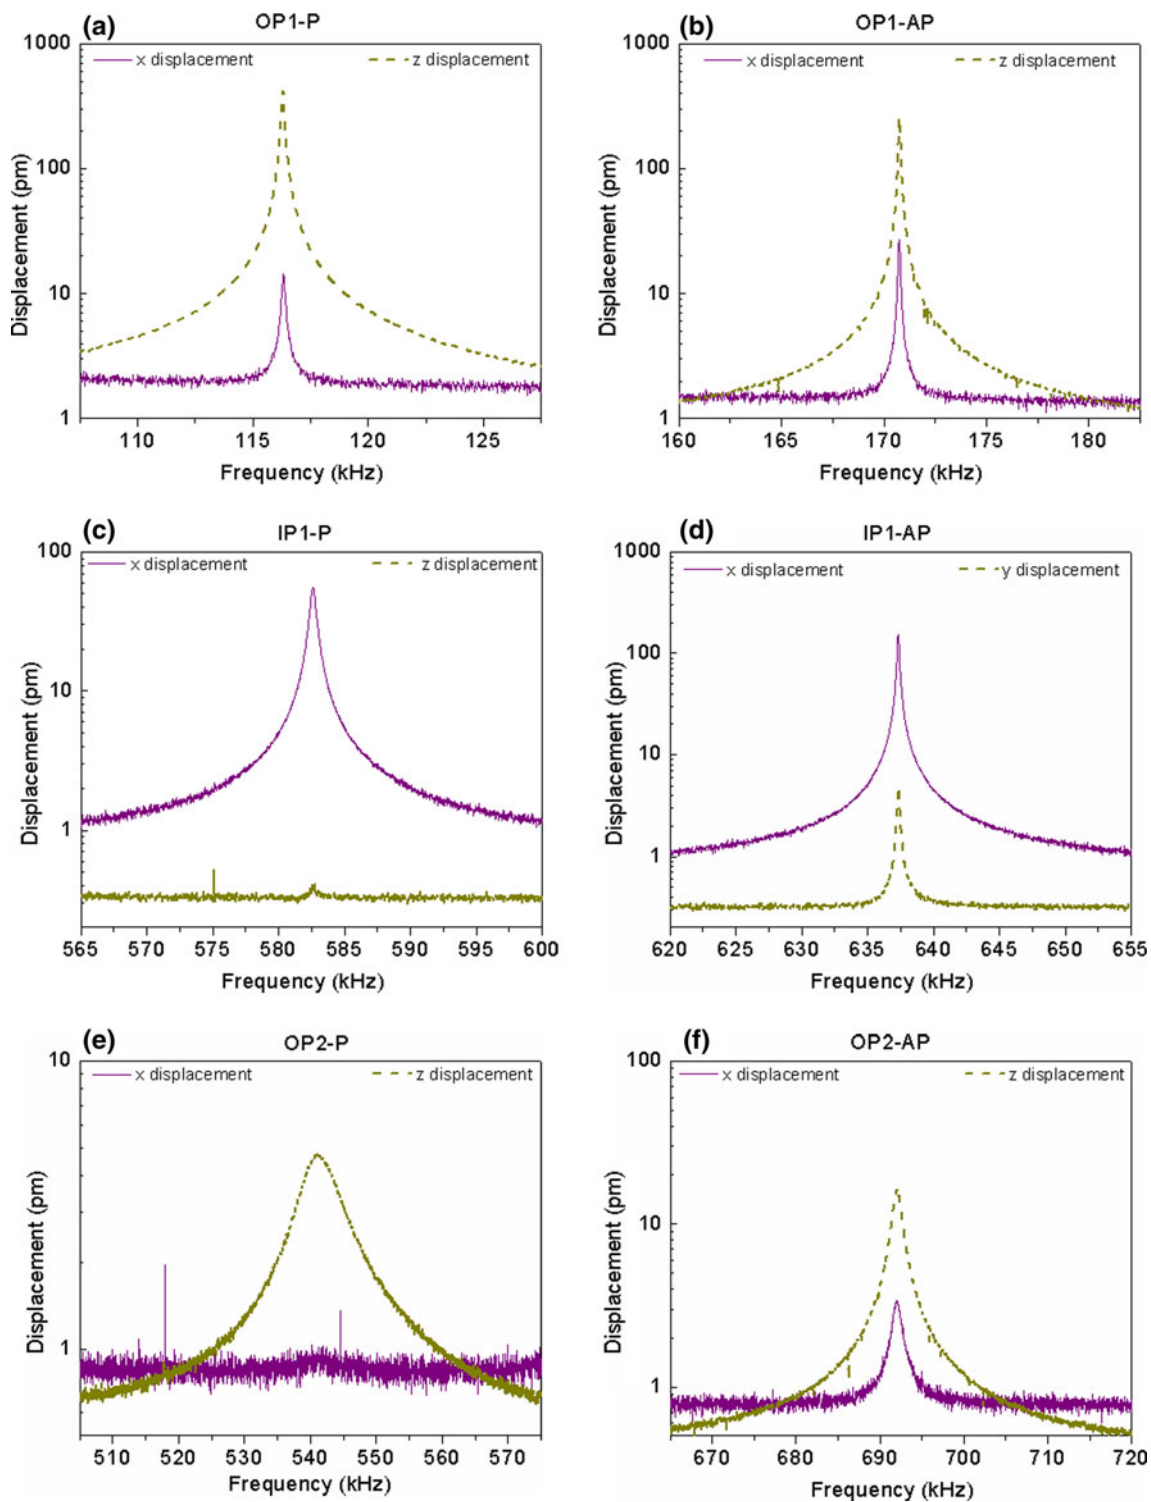 (a) OP1-P
x displacement z displacement
Displacement (pm)
1000
100
10
1
110 115 120 125
Frequency (kHz)
(b) OP1-AP
x displacement z displacement
Displacement (pm)
1000
100
10
1
160 165 170 175 180
Frequency (kHz)
(c) IP1-P
x displacement z displacement
Displacement (pm)
100
10
1
565 570 575 580 585 590 595 600
Frequency (kHz)
(d) IP1-AP
x displacement y displacement
Displacement (pm)
1000
100
10
1
620 625 630 635 640 645 650 655
Frequency (kHz)
(e) OP2-P
x displacement z displacement
Displacement (pm)
10
1
510 520 530 540 550 560 570
Frequency (kHz)
(f) OP2-AP
x displacement z displacement
Displacement (pm)
100
10
1
670 680 690 700 710 720
Frequency (kHz)